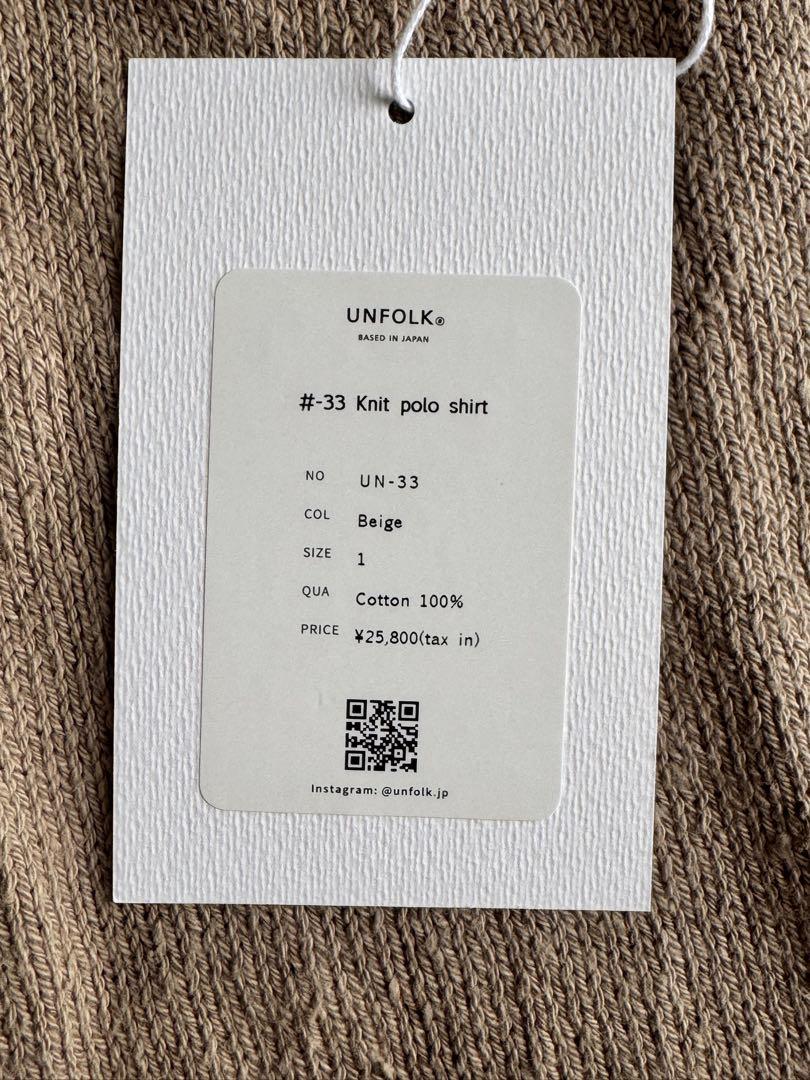 UNFOLK®
BASED IN JAPAN
#-33 Knit polo shirt
NO UN-33
COL Beige
SIZE 1
QUA Cotton 100%
PRICE ¥25,800(tax in)
Instagram: @unfolk.jp